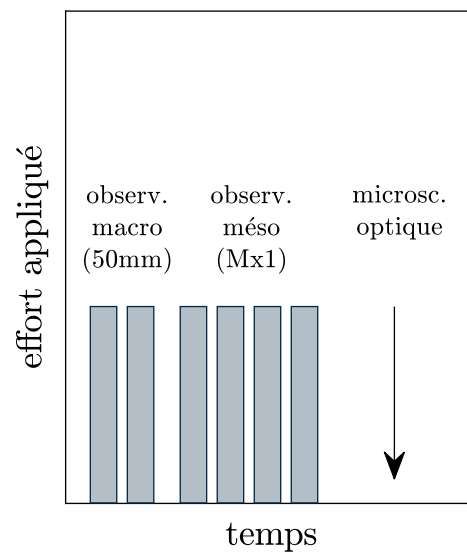 effort appliqué
observ.
macro
(50mm)
observ.
méso
(Mx1)
microsc.
optique
temps